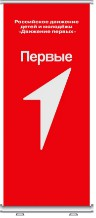 Российское движение
детей и молодёжи
«Движение первых»
Первые